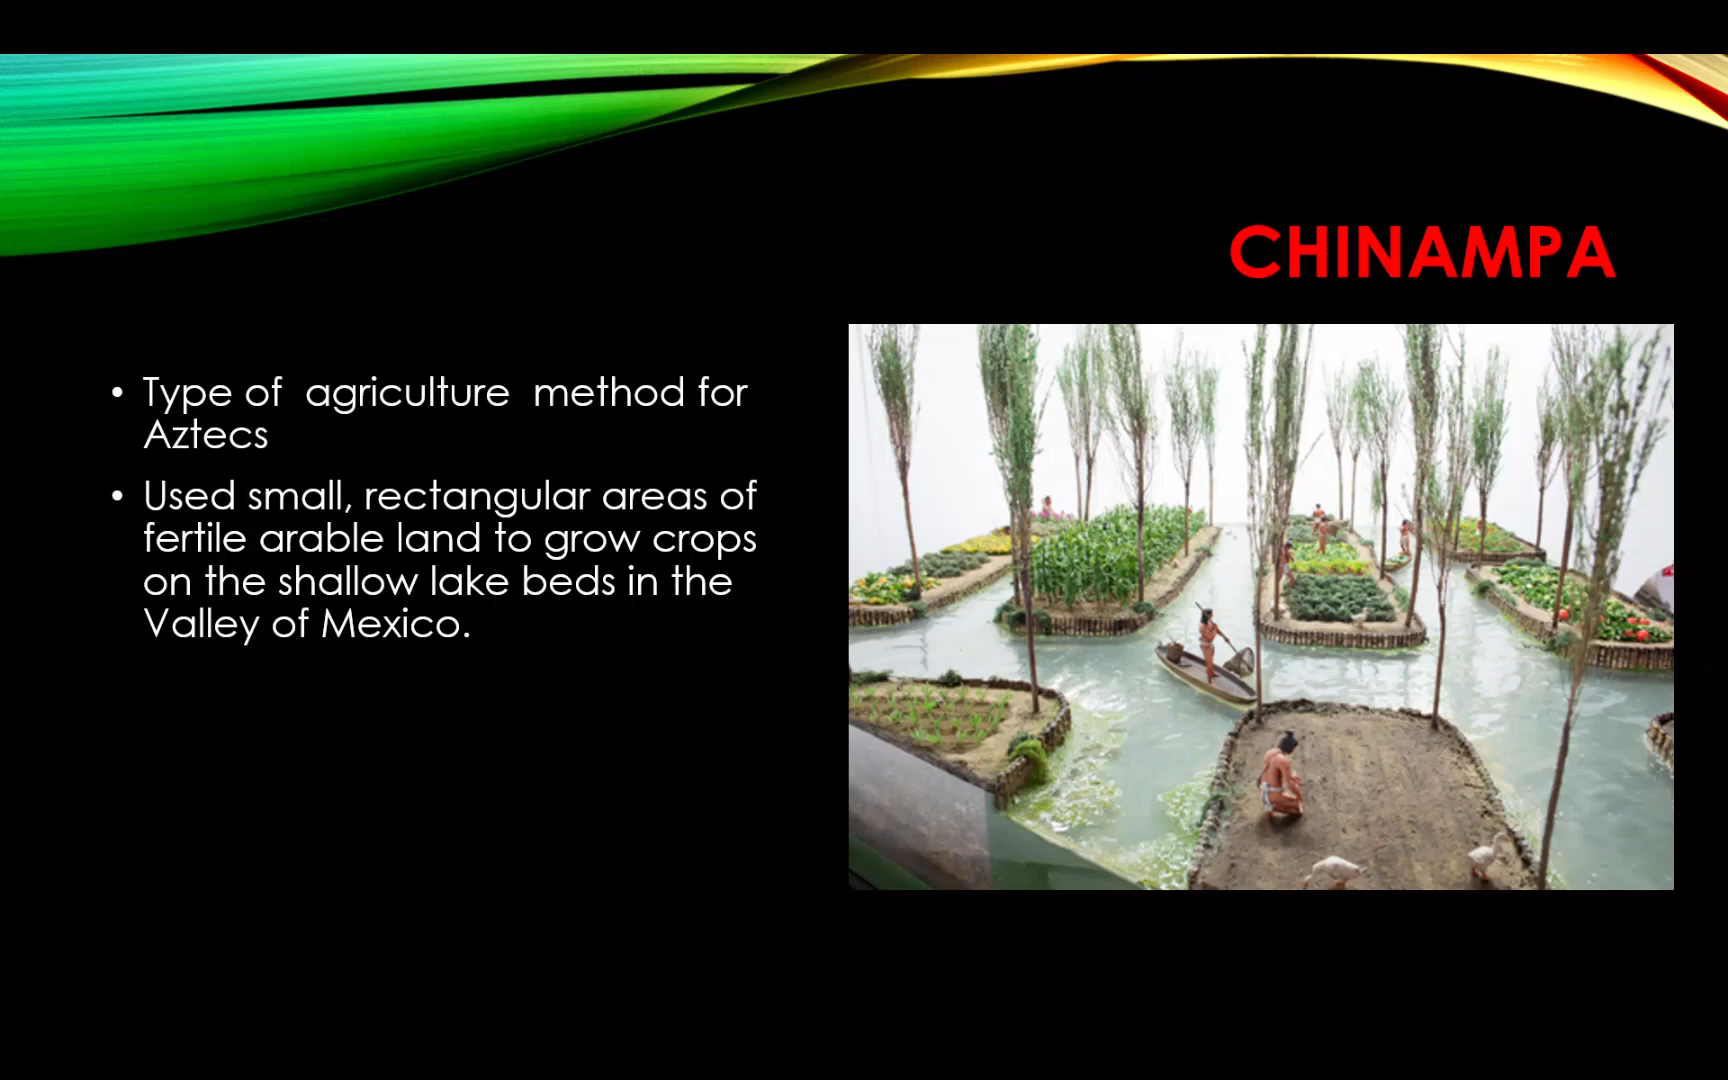 CHINAMPA
• Type of  agriculture  method for
Aztecs
• Used small, rectangular areas of
fertile arable land to grow crops
on the shallow lake beds in the
Valley of Mexico.